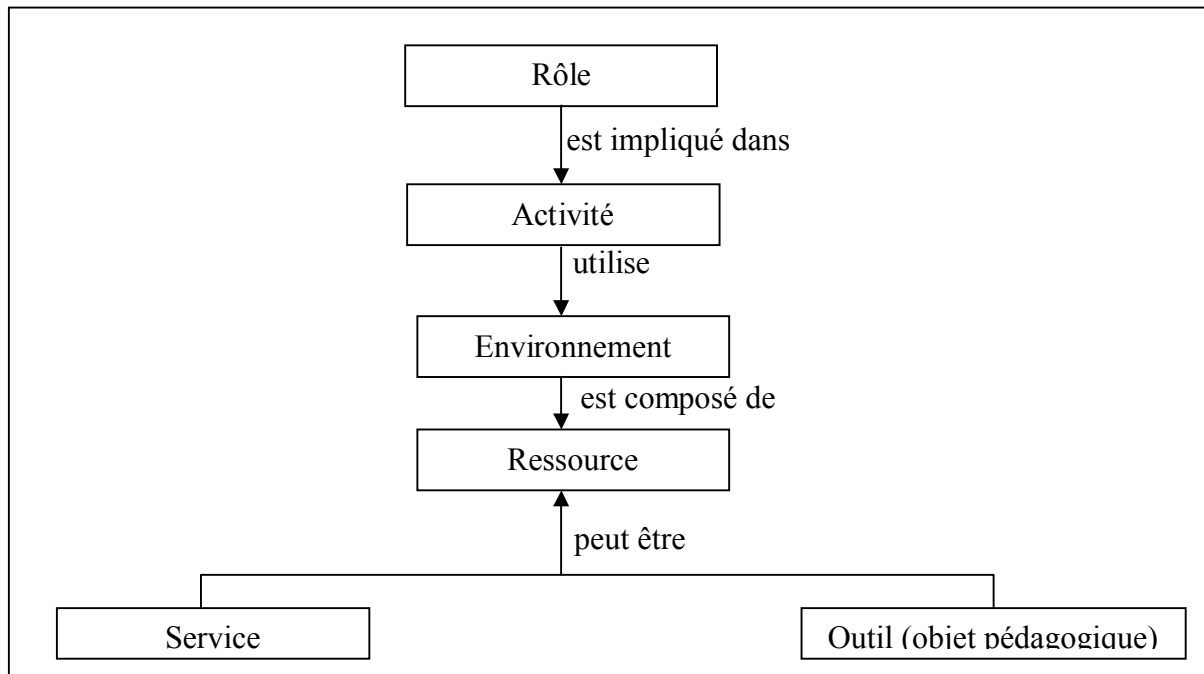 Rôle
est impliqué dans
Activité
utilise
Environnement
est composé de
Ressource
peut être
Service
Outil (objet pédagogique)